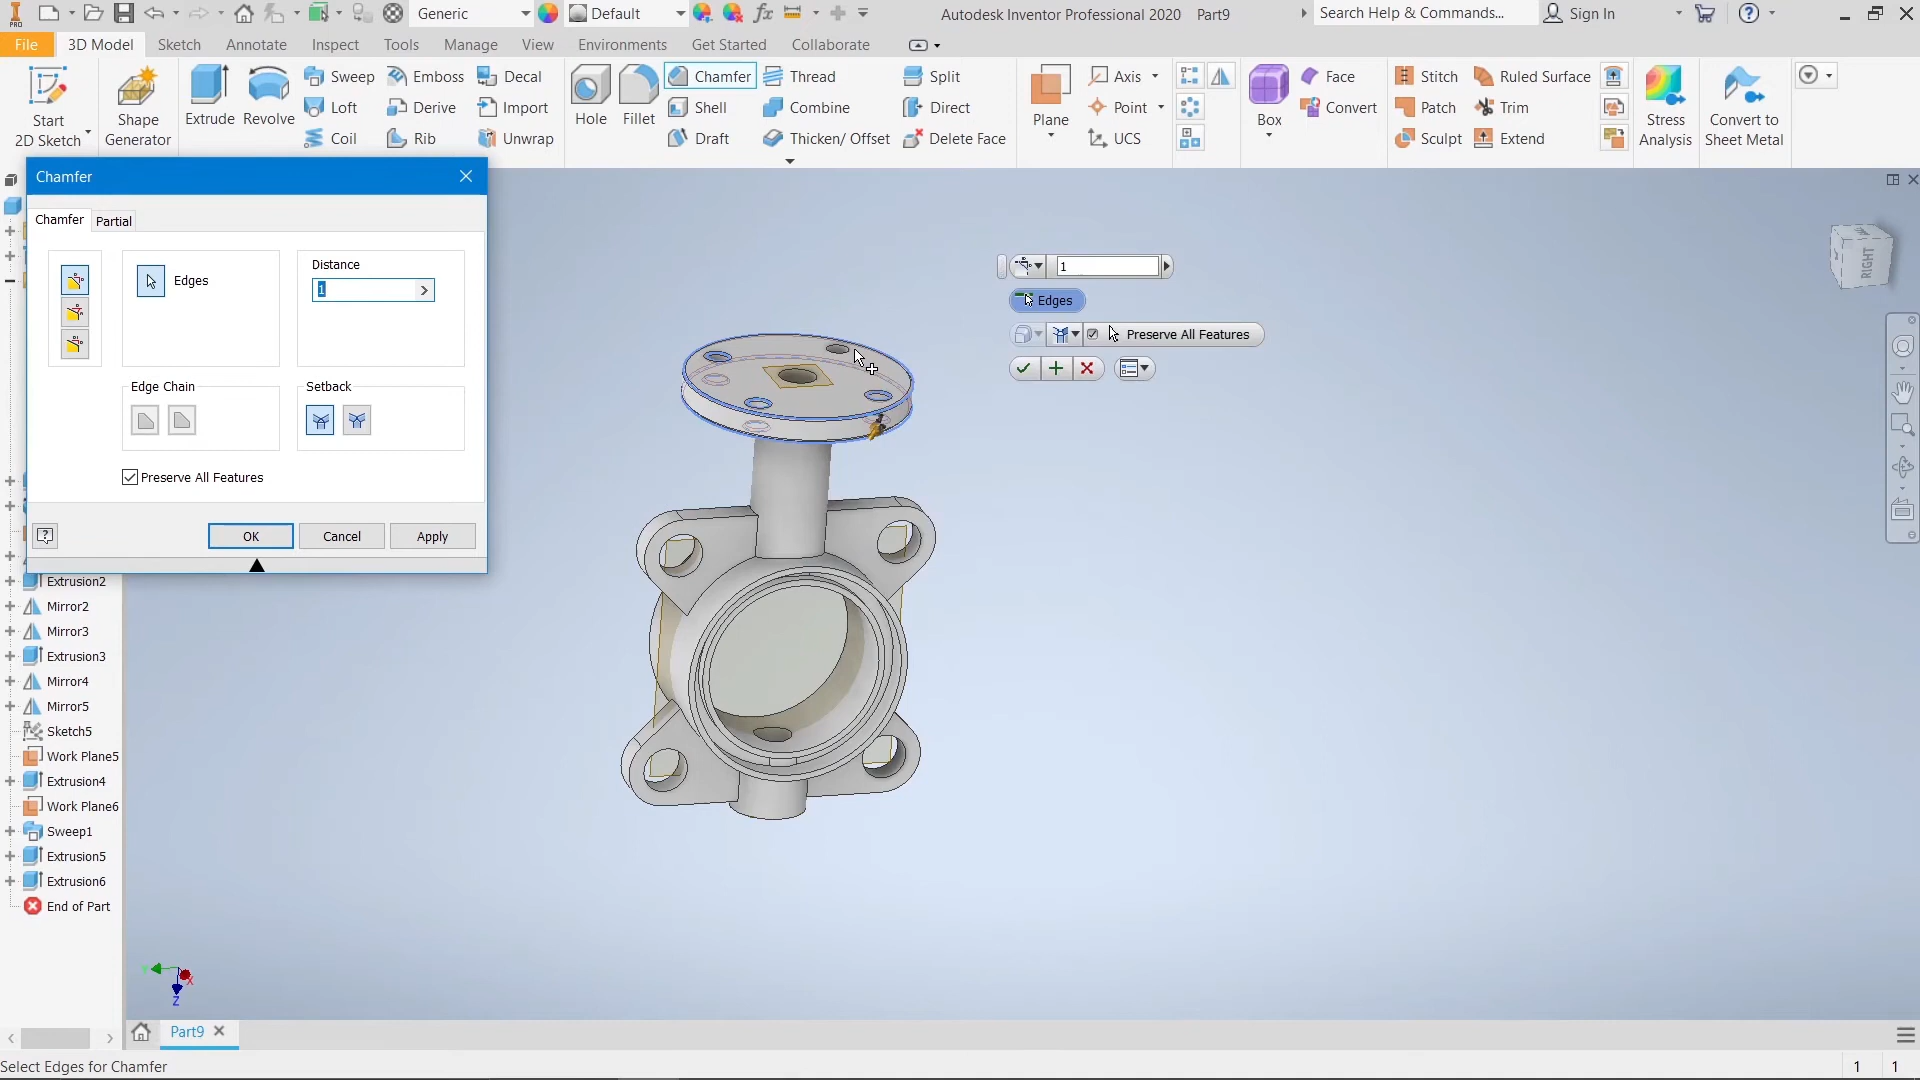 PRO
Generic
Default
Autodesk Inventor Professional 2020 Part9
Search Help & Commands...
Sign In
File
3D Model
Sketch
Annotate
Inspect
Tools
Manage
View
Environments
Get Started
Collaborate
Start
2D Sketch
Shape
Generator
Extrude
Revolve
Sweep
Loft
Coil
Emboss
Derive
Rib
Decal
Import
Unwrap
Hole
Fillet
Chamfer
Shell
Draft
Thread
Combine
Thicken/ Offset
Split
Direct
Delete Face
Plane
Axis
Point
UCS
Box
Face
Convert
Stitch
Patch
Sculpt
Ruled Surface
Trim
Extend
Stress
Analysis
Convert to
Sheet Metal
Chamfer
Chamfer
Partial
Edges
Distance
1
Edge Chain
Setback
Preserve All Features
OK
Cancel
Apply
1
Edges
Preserve All Features
RIGHT
Extrusion2
Mirror2
Mirror3
Extrusion3
Mirror4
Mirror5
Sketch5
Work Plane5
Extrusion4
Work Plane6
Sweep1
Extrusion5
Extrusion6
End of Part
X
Z
Part9
Select Edges for Chamfer
1
1